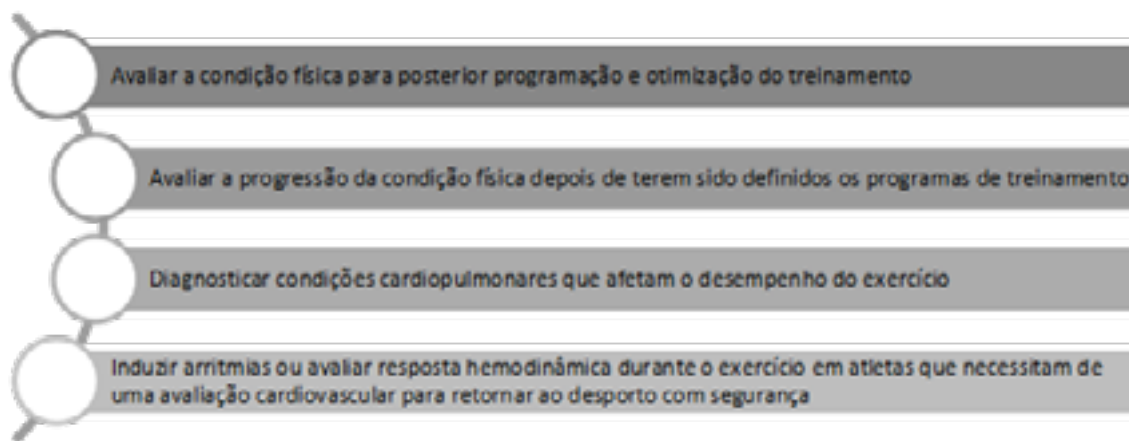 Avaliar a condição física para posterior programação e otimização do treinamento
Avaliar a progressão da condição física depois de terem sido definidos os programas de treinamento
Diagnosticar condições cardiopulmonares que afetam o desempenho do exercício
Induzir arritmias ou avaliar resposta hemodinâmica durante o exercício em atletas que necessitam de
uma avaliação cardiovascular para retornar ao desporto com segurança